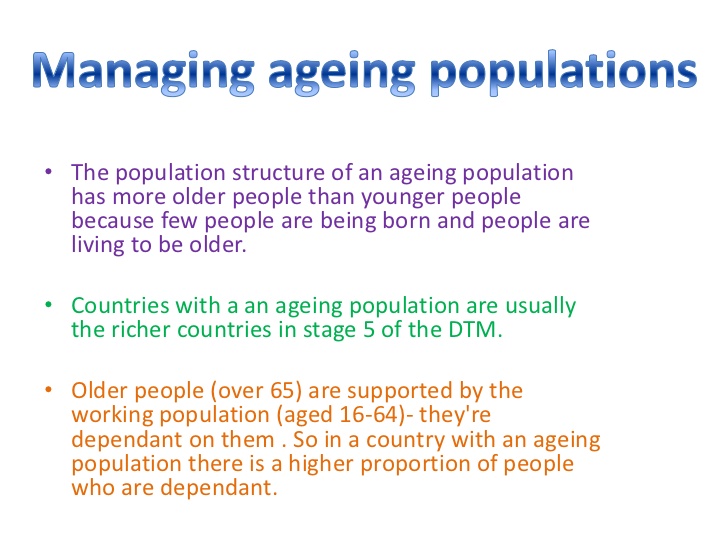 Managing ageing populations
• The population structure of an ageing population
has more older people than younger people
because few people are being born and people are
living to be older.
• Countries with a an ageing population are usually
the richer countries in stage 5 of the DTM.
• Older people (over 65) are supported by the
working population (aged 16-64)- they're
dependant on them . So in a country with an ageing
population there is a higher proportion of people
who are dependant.